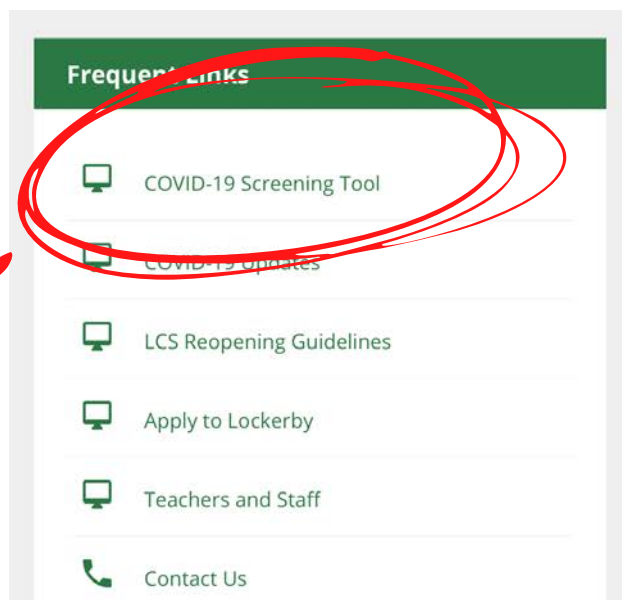 Frequent Links
COVID-19 Screening Tool
COVID-19 Updates
LCS Reopening Guidelines
Apply to Lockerby
Teachers and Staff
Contact Us